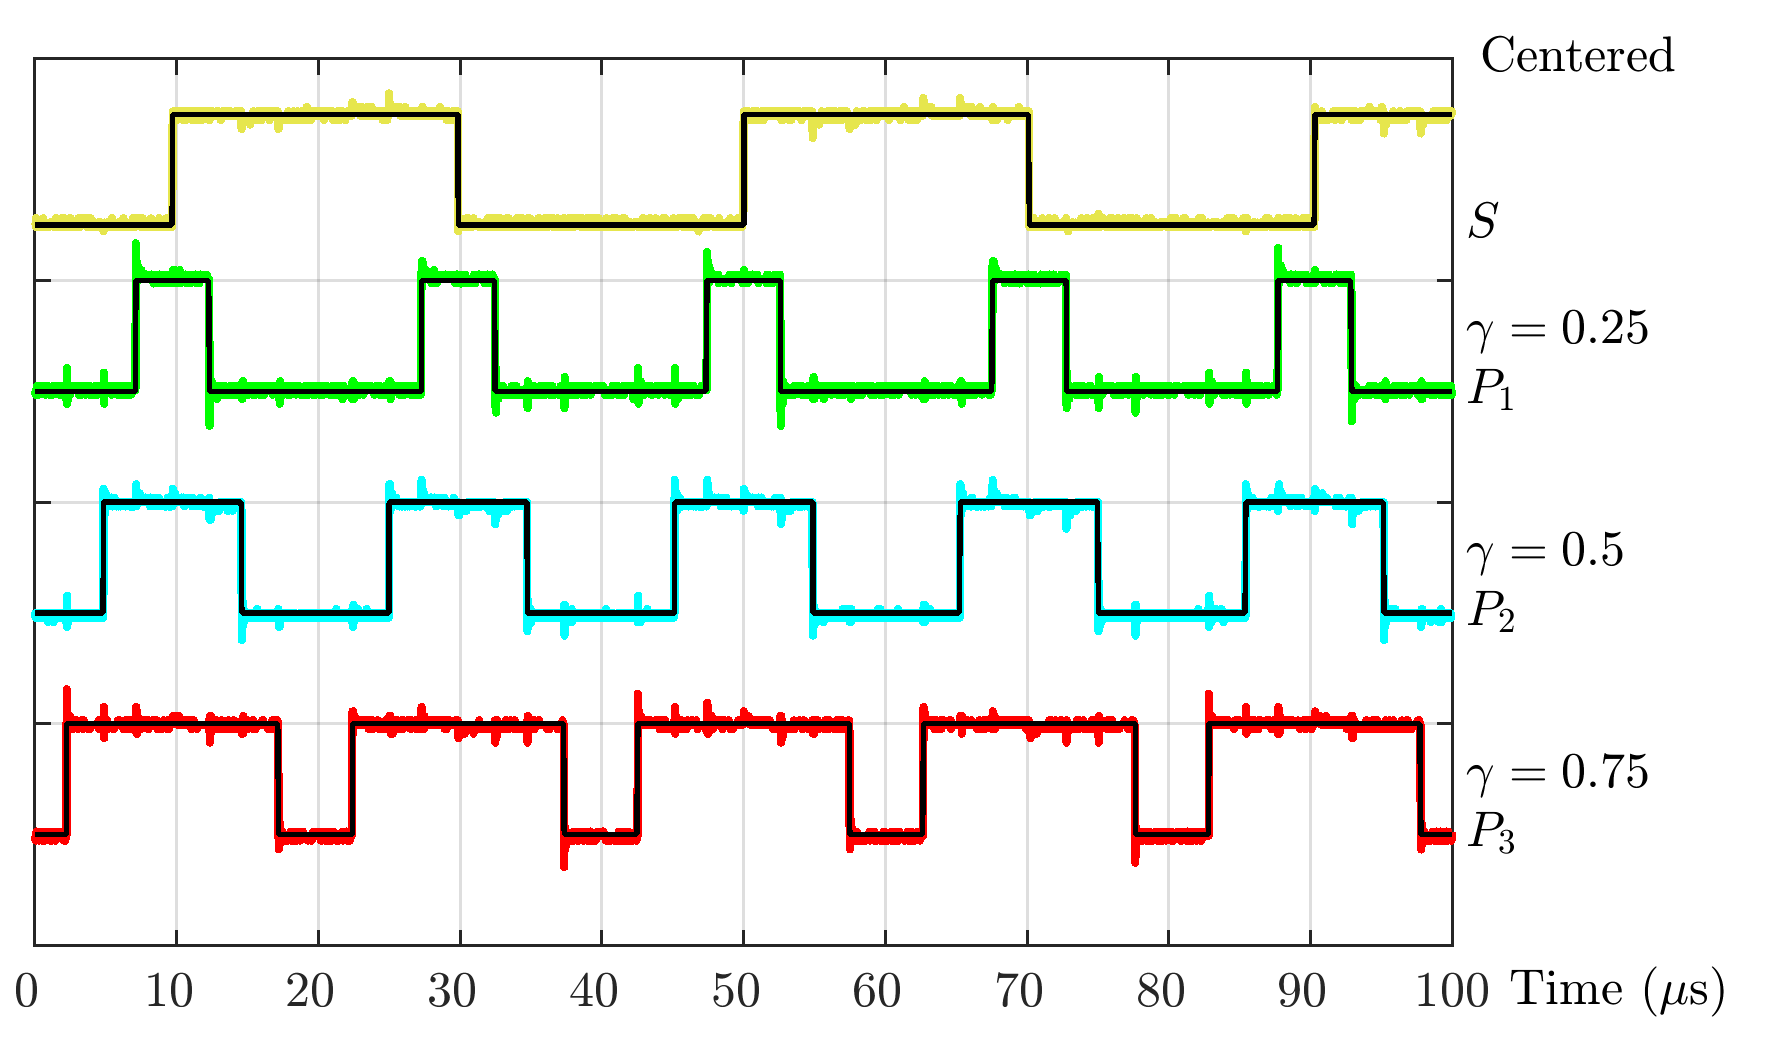 Centered
S
γ = 0.25
P₁
γ = 0.5
P₂
γ = 0.75
P₃
0 10 20 30 40 50 60 70 80 90 100 Time (μs)